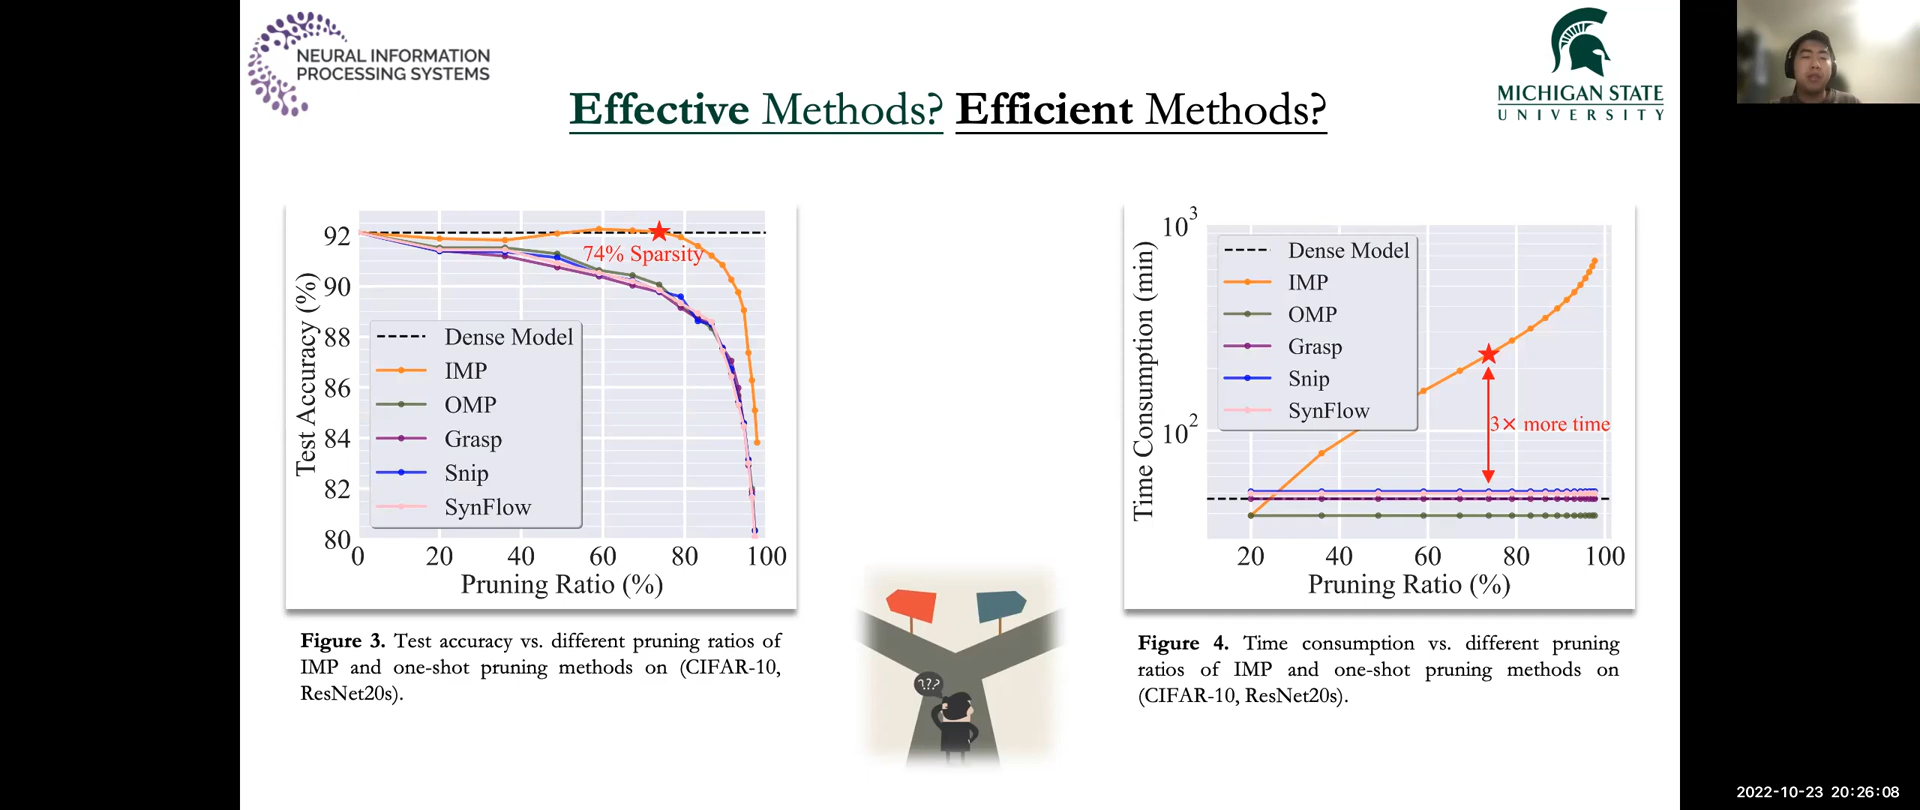 NEURAL INFORMATION
PROCESSING SYSTEMS
MICHIGAN STATE
UNIVERSITY
Effective Methods? Efficient Methods?
92
90
88
86
84
82
80
0 20 40 60 80 100
Test Accuracy (%)
Pruning Ratio (%)
74% Sparsity
Dense Model
IMP
OMP
Grasp
Snip
SynFlow
Figure 3. Test accuracy vs. different pruning ratios of
IMP and one-shot pruning methods on (CIFAR-10,
ResNet20s).
???
10³
10²
20 40 60 80 100
Time Consumption (min)
Pruning Ratio (%)
Dense Model
IMP
OMP
Grasp
Snip
SynFlow
3× more time
Figure 4. Time consumption vs. different pruning
ratios of IMP and one-shot pruning methods on
(CIFAR-10, ResNet20s).
2022-10-23 20:26:08